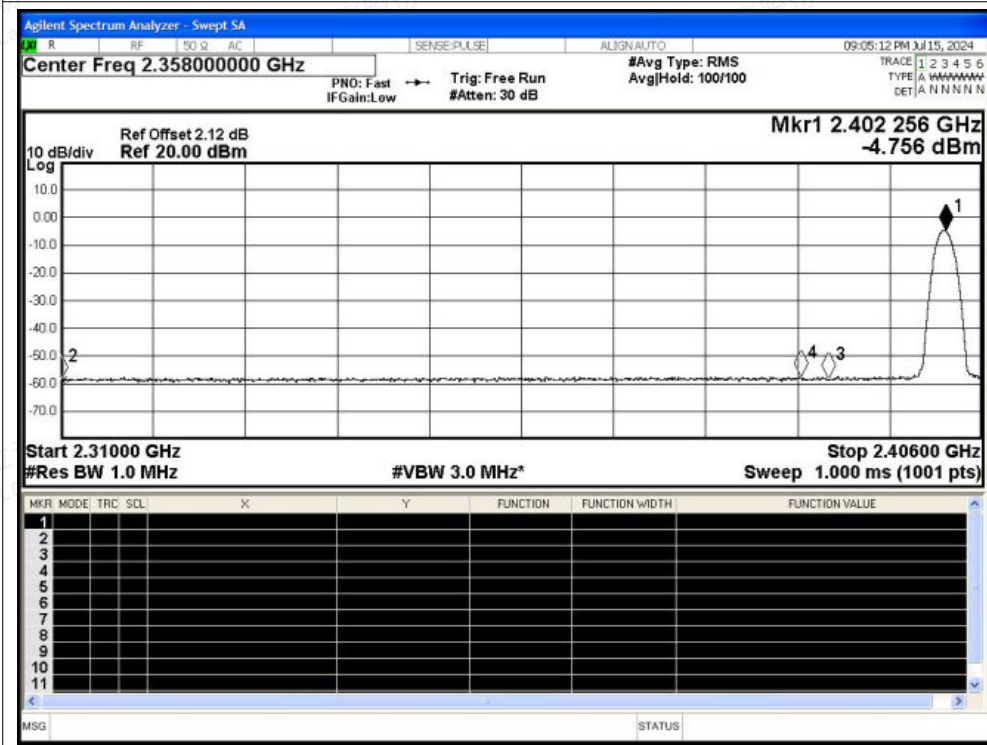 Agilent Spectrum Analyzer - Swept SA
LXI R RF 50 Ω AC SENSE:PULSE ALIGN AUTO 09:05:12 PM Jul 15, 2024
Center Freq 2.358000000 GHz
PNO: Fast
IFGain:Low
Trig: Free Run
#Atten: 30 dB
#Avg Type: RMS
Avg|Hold: 100/100
TRACE 1 2 3 4 5 6
TYPE A WWWWW
DET A N N N N N
Mkr1 2.402 256 GHz
-4.756 dBm
Ref Offset 2.12 dB
10 dB/div Ref 20.00 dBm
Log
10.0
0.00
-10.0
-20.0
-30.0
-40.0
-50.0
-60.0
-70.0
1
2
4
3
Start 2.31000 GHz Stop 2.40600 GHz
#Res BW 1.0 MHz #VBW 3.0 MHz* Sweep 1.000 ms (1001 pts)
MKR MODE TRC SCL X Y FUNCTION FUNCTION WIDTH FUNCTION VALUE
1
2
3
4
5
6
7
8
9
10
11
MSG STATUS